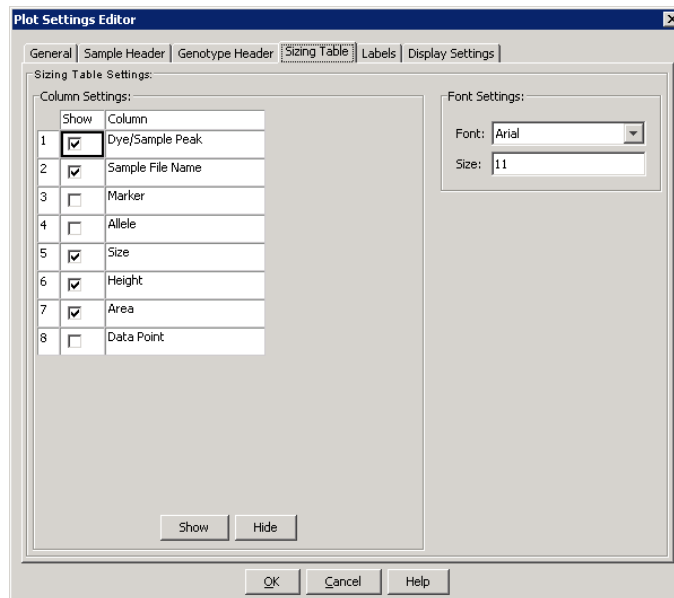 Plot Settings Editor
General Sample Header Genotype Header Sizing Table Labels Display Settings
Sizing Table Settings:
Column Settings:
Show Column
1 Dye/Sample Peak
2 Sample File Name
3 Marker
4 Allele
5 Size
6 Height
7 Area
8 Data Point
Show Hide
Font Settings:
Font: Arial
Size: 11
OK Cancel Help